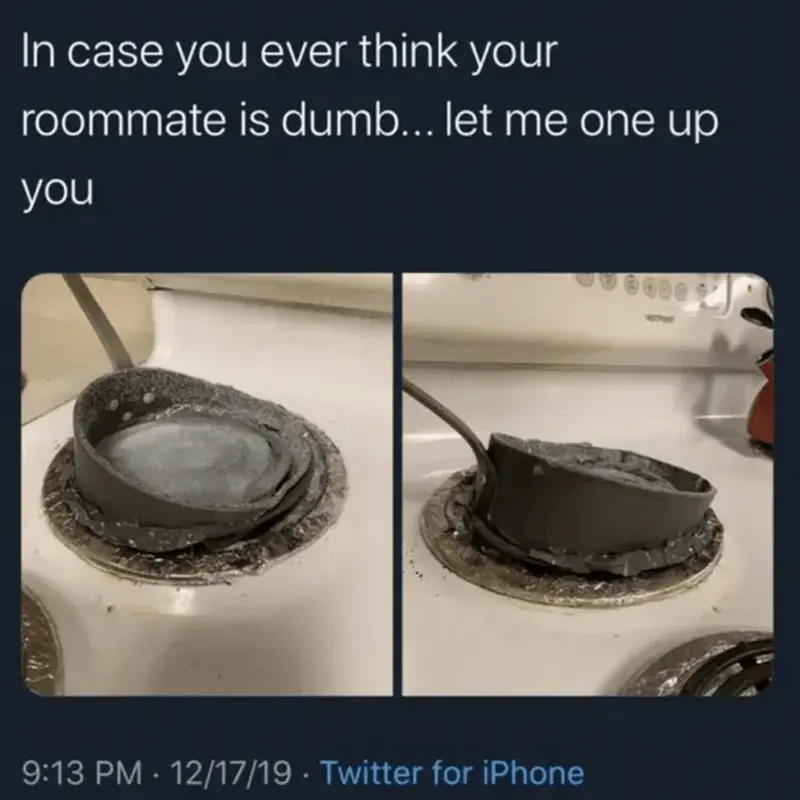 In case you ever think your
roommate is dumb... let me one up
you
HOTPOINT
9:13 PM · 12/17/19 · Twitter for iPhone